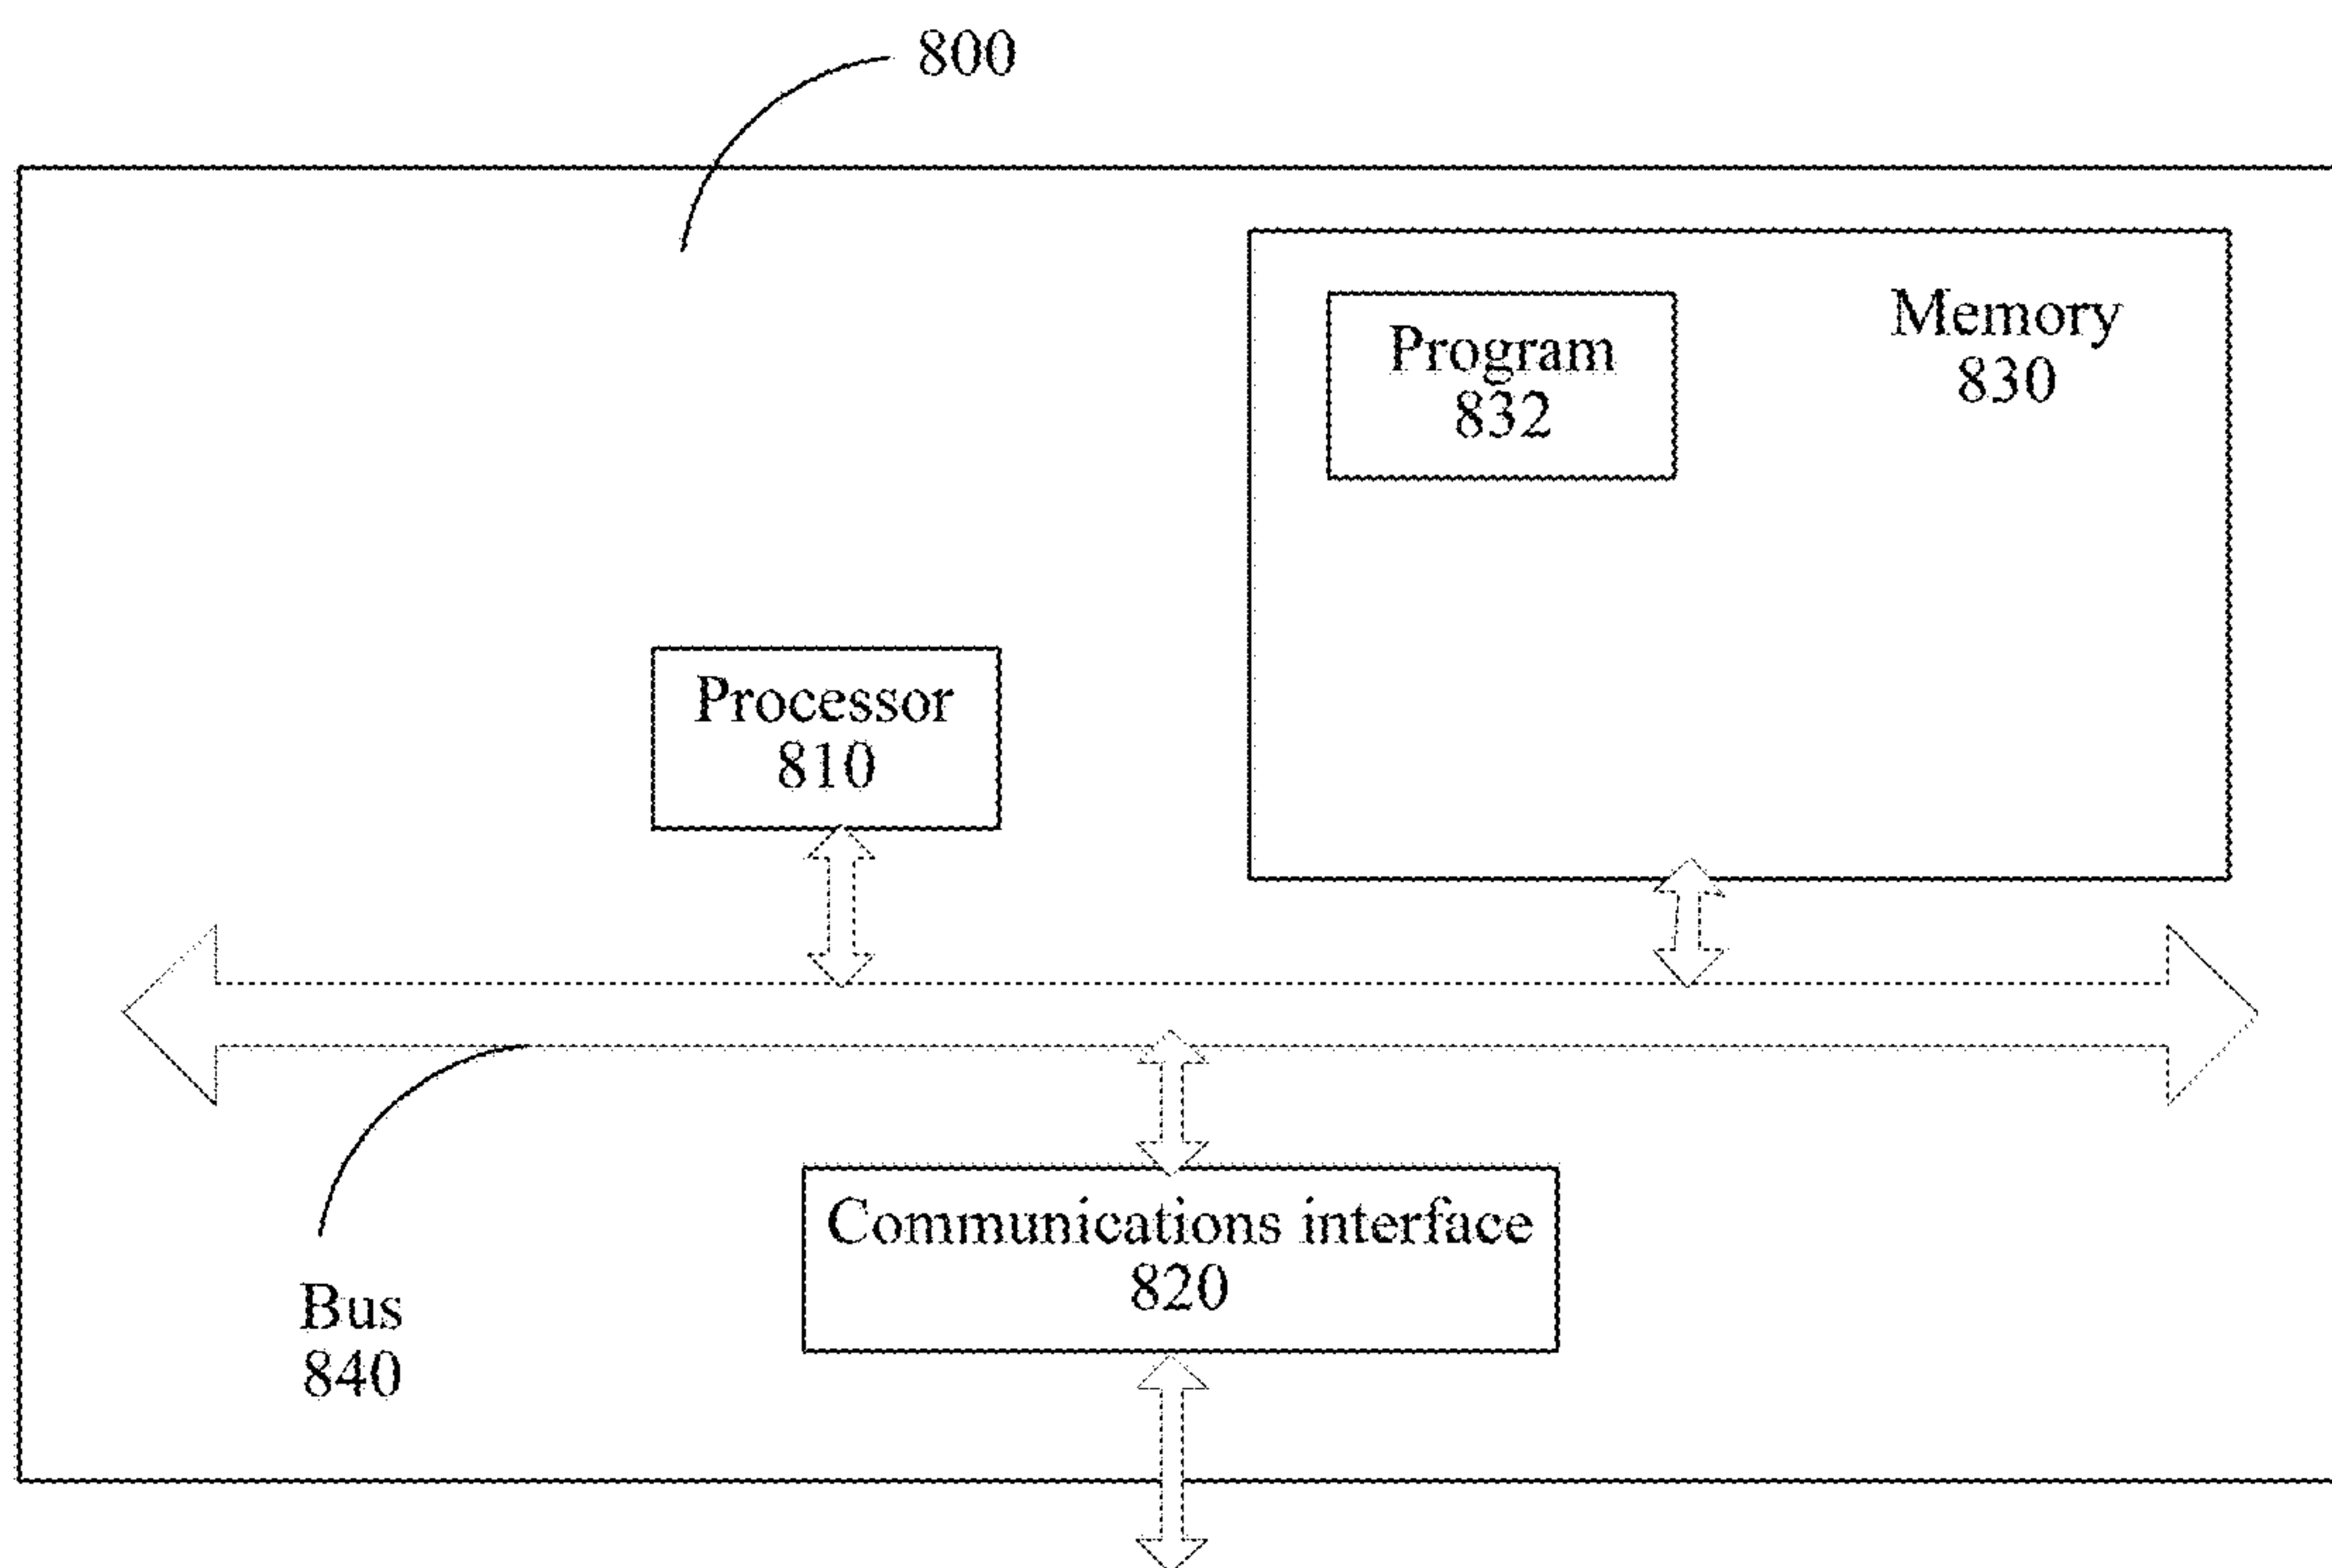 800
Memory
830
Program
832
Processor
810
Communications interface
820
Bus
840